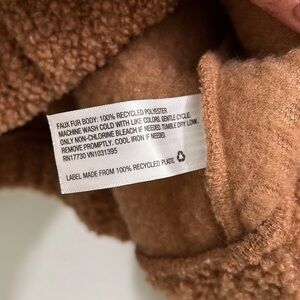 FAUX FUR BODY: 100% RECYCLED POLYESTER
MACHINE WASH COLD WITH LIKE COLORS, GENTLE CYCLE.
ONLY NON-CHLORINE BLEACH IF NEEDED. TUMBLE DRY LOW.
REMOVE PROMPTLY. COOL IRON IF NEEDED.
RN17730 VN1031395
LABEL MADE FROM 100% RECYCLED PLASTIC